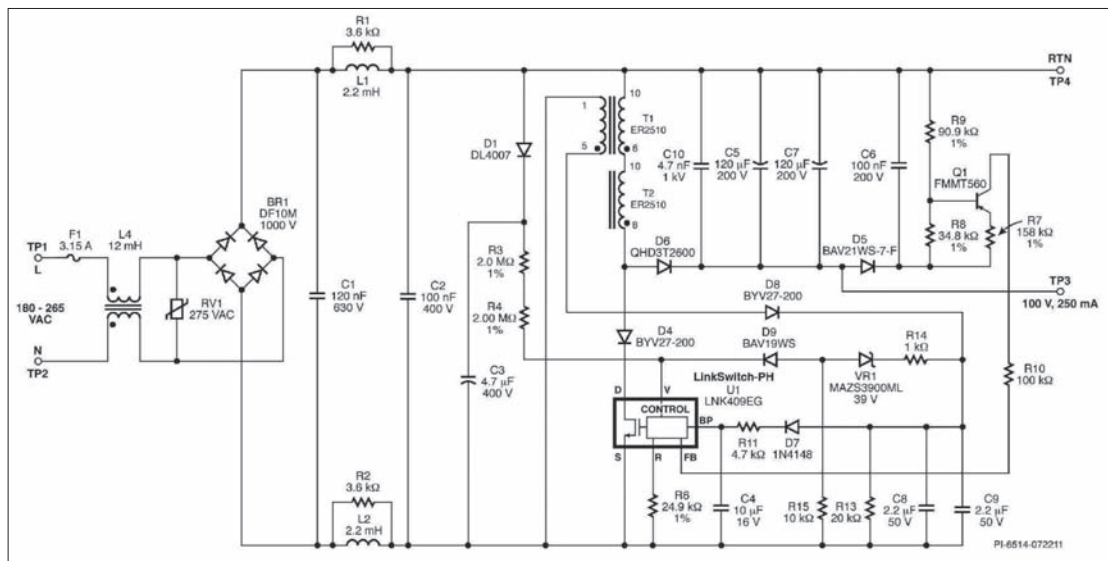 R1
3.6 kΩ
L1
2.2 mH
RTN
TP4
1
10
T1
ER2510
5
6
10
T2
ER2510
8
D1
DL4007
C10
4.7 nF
1 kV
C5
120 µF
200 V
C7
120 µF
200 V
C6
100 nF
200 V
R9
90.9 kΩ
1%
Q1
FMMT560
R8
34.8 kΩ
1%
R7
158 kΩ
1%
BR1
DF10M
1000 V
F1
3.15 A
L4
12 mH
TP1
L
180 - 265
VAC
N
TP2
RV1
275 VAC
C1
120 nF
630 V
C2
100 nF
400 V
R3
2.0 MΩ
1%
R4
2.00 MΩ
1%
C3
4.7 µF
400 V
D6
QHD3T2600
D5
BAV21WS-7-F
TP3
100 V, 250 mA
D8
BYV27-200
D4
BYV27-200
D9
BAV19WS
R14
1 kΩ
VR1
MAZS3900ML
39 V
R10
100 kΩ
LinkSwitch-PH
U1
LNK409EG
D
V
CONTROL
BP
S
R
FB
R11
4.7 kΩ
D7
1N4148
R2
3.6 kΩ
L2
2.2 mH
R6
24.9 kΩ
1%
C4
10 µF
16 V
R15
10 kΩ
R13
20 kΩ
C8
2.2 µF
50 V
C9
2.2 µF
50 V
PI-6514-072211